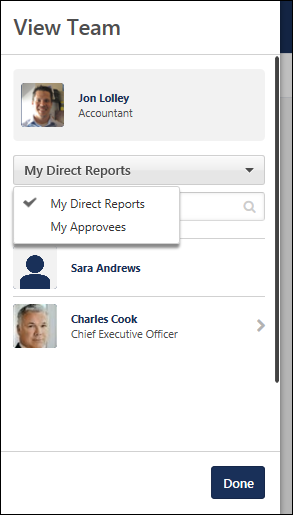 View Team
Jon Lolley
Accountant
My Direct Reports
My Direct Reports
My Approvees
Sara Andrews
Charles Cook
Chief Executive Officer
Done